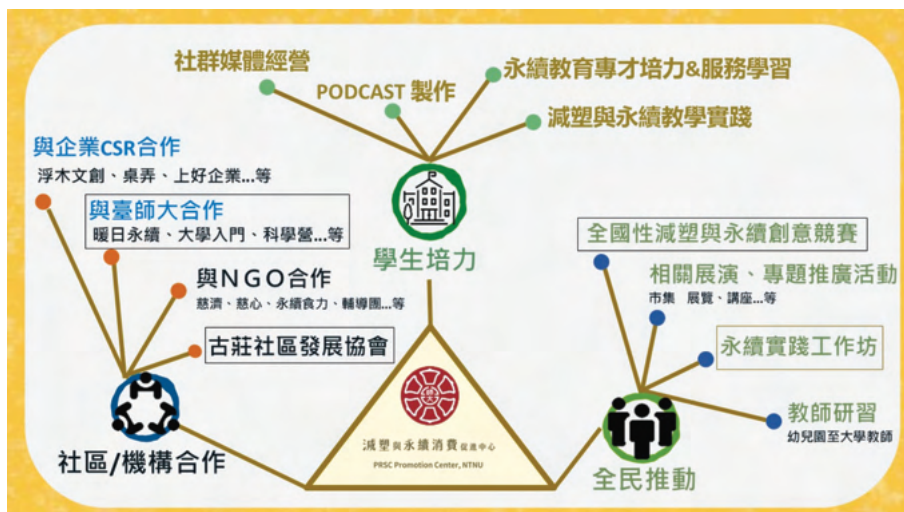 社群媒體經營
PODCAST 製作
永續教育專才培力&服務學習
減塑與永續教學實踐
學生培力
與企業CSR合作
浮木文創、桌弄、上好企業...等
與臺師大合作
暖日永續、大學入門、科學營...等
與NGO合作
慈濟、慈心、永續食力、輔導團...等
古莊社區發展協會
社區/機構合作
師大
減塑與永續消費促進中心
PRSC Promotion Center, NTNU
全國性減塑與永續創意競賽
相關展演、專題推廣活動
市集 展覽、講座...等
永續實踐工作坊
教師研習
幼兒園至大學教師
全民推動